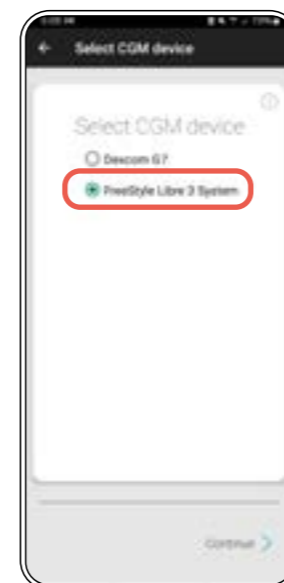 Select CGM device
Select CGM device
Dexcom G7
FreeStyle Libre 3 System
Continue